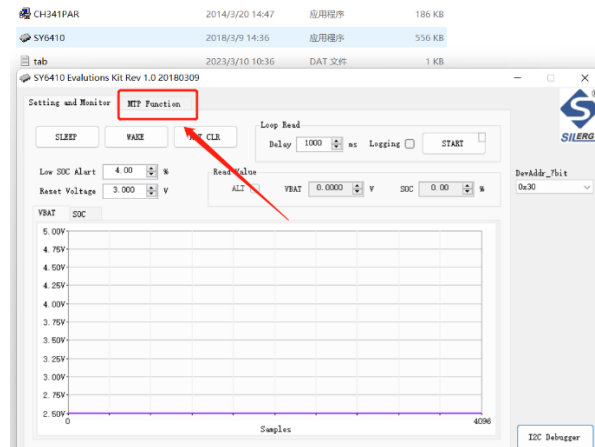 CH341PAR 2014/3/20 14:47 应用程序 186 KB
SY6410 2018/3/9 14:36 应用程序 556 KB
tab 2023/3/10 10:36 DAT 文件 1 KB
SY6410 Evalutions Kit Rev 1.0 20180309
Setting and Monitor MTP Function
SILERG
Loop Read
SLEEP WAKE CLR Delay 1000 ms Logging START
Low SOC Alart 4.00 % Read Value
Reset Voltage 3.000 V ALT VBAT 0.0000 V SOC 0.00 %
DevAddr_7bit
0x30
VBAT SOC
5.00V
4.75V
4.50V
4.25V
4.00V
3.75V
3.50V
3.25V
3.00V
2.75V
2.50V
0 4096
Samples
I2C Debugger